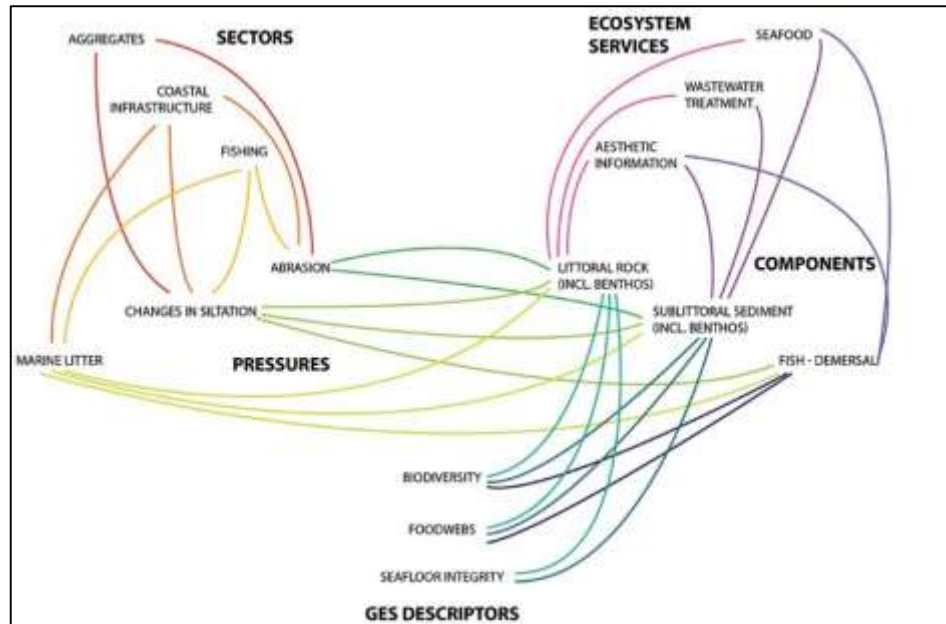 AGGREGATES
SECTORS
COASTAL
INFRASTRUCTURE
FISHING
ECOSYSTEM
SERVICES
SEAFOOD
WASTEWATER
TREATMENT
AESTHETIC
INFORMATION
ABRASION
CHANGES IN SILTATION
MARINE LITTER
PRESSURES
LITTORAL ROCK
(INCL. BENTHOS)
COMPONENTS
SUBLITTORAL SEDIMENT
(INCL. BENTHOS)
FISH - DEMERSAL
BIODIVERSITY
FOODWEBS
SEAFLOOR INTEGRITY
GES DESCRIPTORS